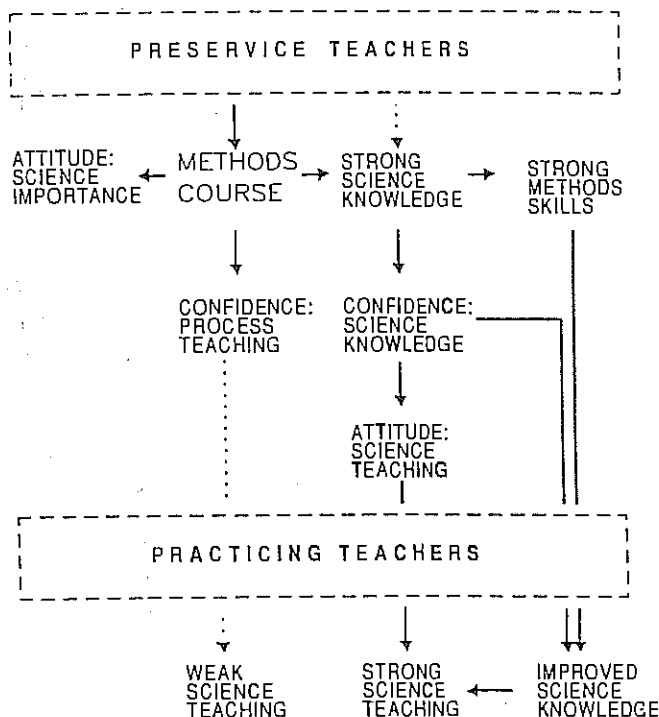 PRESERVICE TEACHERS
ATTITUDE:
SCIENCE
IMPORTANCE
METHODS
COURSE
STRONG
SCIENCE
KNOWLEDGE
STRONG
METHODS
SKILLS
CONFIDENCE:
PROCESS
TEACHING
CONFIDENCE:
SCIENCE
KNOWLEDGE
ATTITUDE:
SCIENCE
TEACHING
PRACTICING TEACHERS
WEAK
SCIENCE
TEACHING
STRONG
SCIENCE
TEACHING
IMPROVED
SCIENCE
KNOWLEDGE